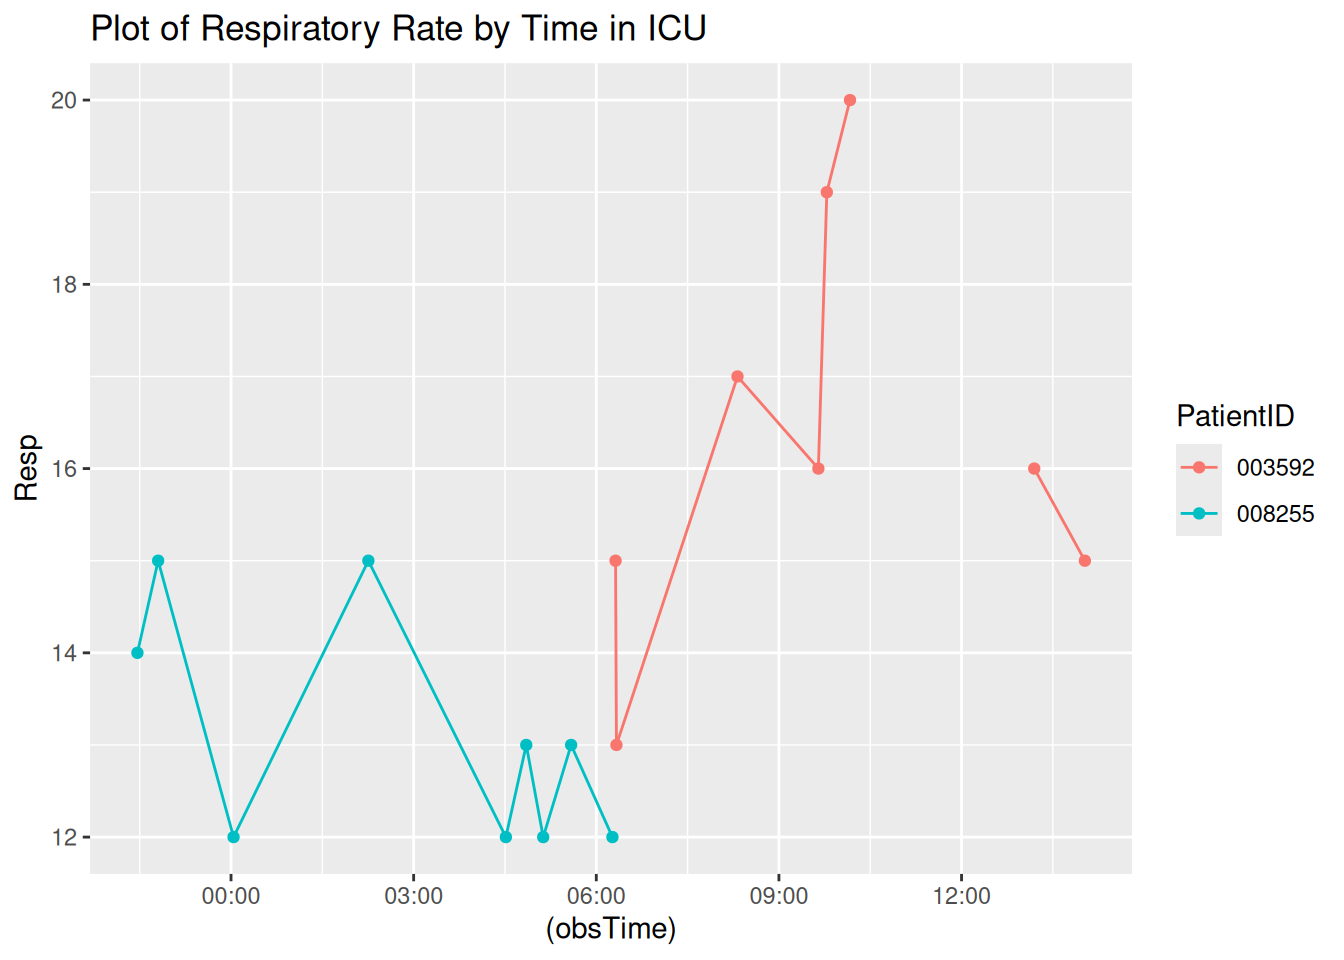 Plot of Respiratory Rate by Time in ICU
20
18
16
14
12
Resp
00:00 03:00 06:00 09:00 12:00
(obsTime)
PatientID
003592
008255